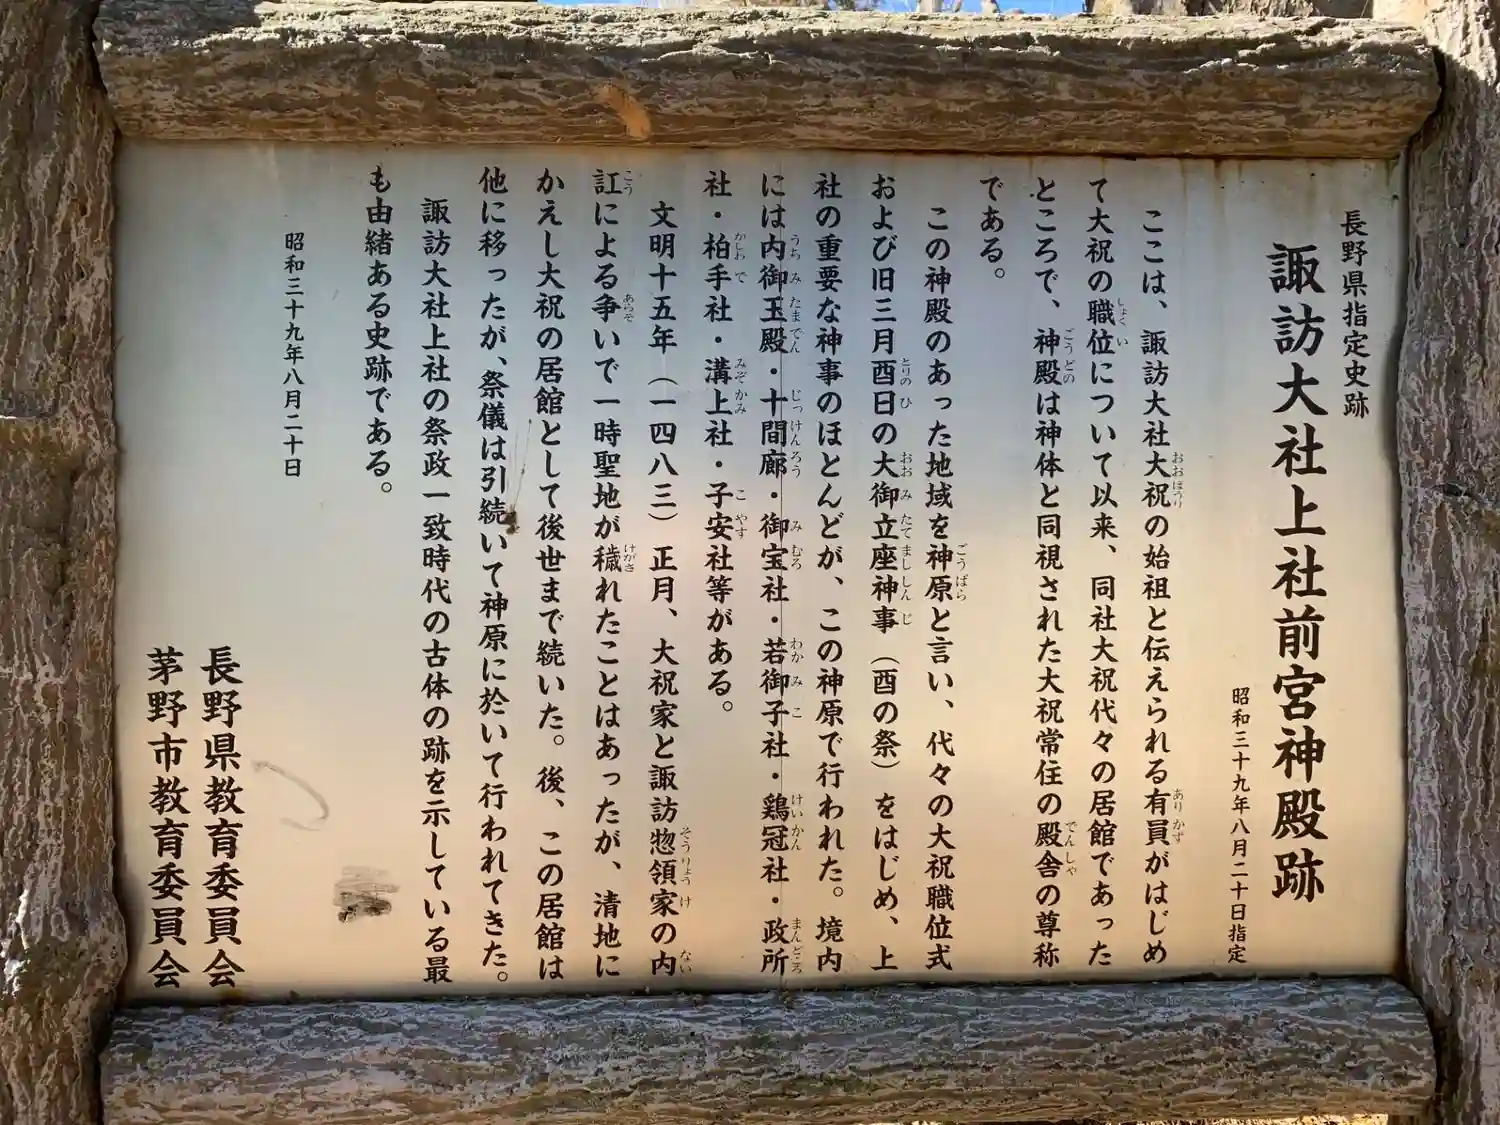 長野県指定史跡
諏訪大社上社前宮神殿跡
昭和三十九年八月二十日指定
ここは、諏訪大社大祝の始祖と伝えられる有員がはじめ
て大祝の職位について以来、同社大祝代々の居館であった
ところで、神殿は神体と同視された大祝常住の殿舎の尊称
である。
この神殿のあった地域を神原と言い、代々の大祝職位式
および旧三月酉日の大御立座神事（酉の祭）をはじめ、上
社の重要な神事のほとんどが、この神原で行われた。境内
には内御玉殿・十間廊・御宝社・若御子社・鶏冠社・政所
社・柏手社・溝上社・子安社等がある。
文明十五年（一四八三）正月、大祝家と諏訪惣領家の内
訌による争いで一時聖地が穢れたことはあったが、清地に
かえし大祝の居館として後世まで続いた。後、この居館は
他に移ったが、祭儀は引続いて神原に於いて行われてきた。
諏訪大社上社の祭政一致時代の古体の跡を示している最
も由緒ある史跡である。
昭和三十九年八月二十日
長野県教育委員会
茅野市教育委員会